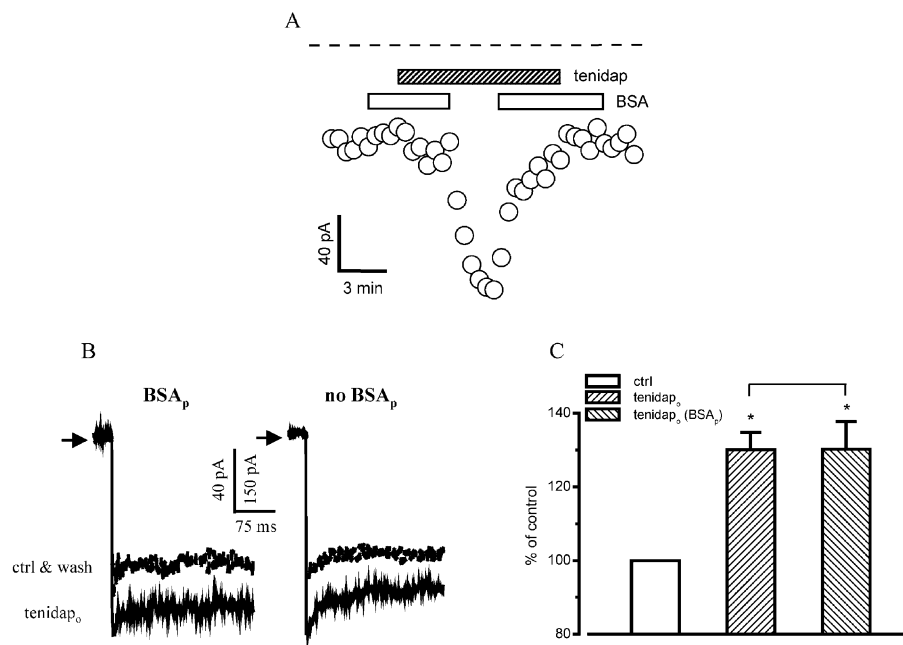 A
tenidap
BSA
40 pA
3 min
B
BSAp
no BSAp
40 pA
150 pA
75 ms
ctrl & wash
tenidapo
C
ctrl
tenidapo
tenidapo (BSAp)
% of control
140
130
120
100
80
*
*